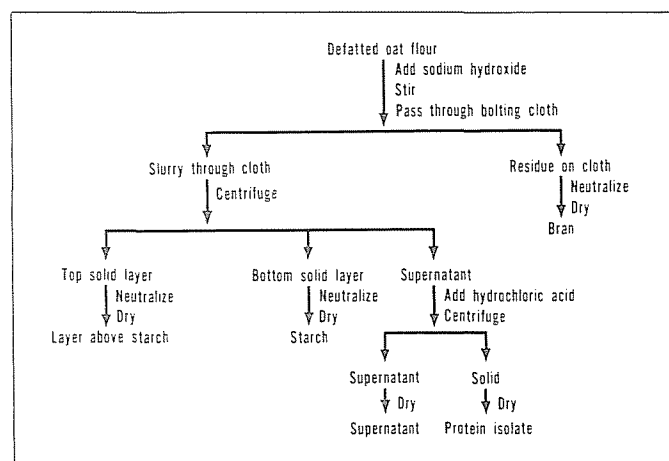 Defatted oat flour
Add sodium hydroxide
Stir
Pass through bolting cloth
Slurry through cloth
Centrifuge
Residue on cloth
Neutralize
Dry
Bran
Top solid layer
Neutralize
Dry
Layer above starch
Bottom solid layer
Neutralize
Dry
Starch
Supernatant
Add hydrochloric acid
Centrifuge
Supernatant
Dry
Supernatant
Solid
Dry
Protein isolate